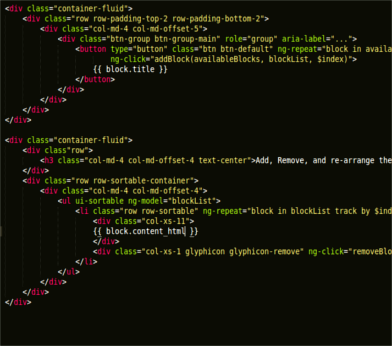 <div class="container-fluid">
<div class="row row-padding-top-2 row-padding-bottom-2">
<div class="col-md-4 col-md-offset-5">
<div class="btn-group btn-group-main" role="group" aria-label="...">
<button type="button" class="btn btn-default" ng-repeat="block in availa
ng-click="addBlock(availableBlocks, blockList, $index)">
{{ block.title }}
</button>
</div>
</div>
</div>
</div>
<div class="container-fluid">
<div class"row">
<h3 class="col-md-4 col-md-offset-4 text-center">Add, Remove, and re-arrange the
</div>
<div class="row row-sortable-container">
<div class="col-md-4 col-md-offset-4">
<ul ui-sortable ng-model="blockList">
<li class="row row-sortable" ng-repeat="block in blockList track by $ind
<div class="col-xs-11">
{{ block.content_html }}
</div>
<div class="col-xs-1 glyphicon glyphicon-remove" ng-click="removeBlo
</li>
</ul>
</div>
</div>
</div>